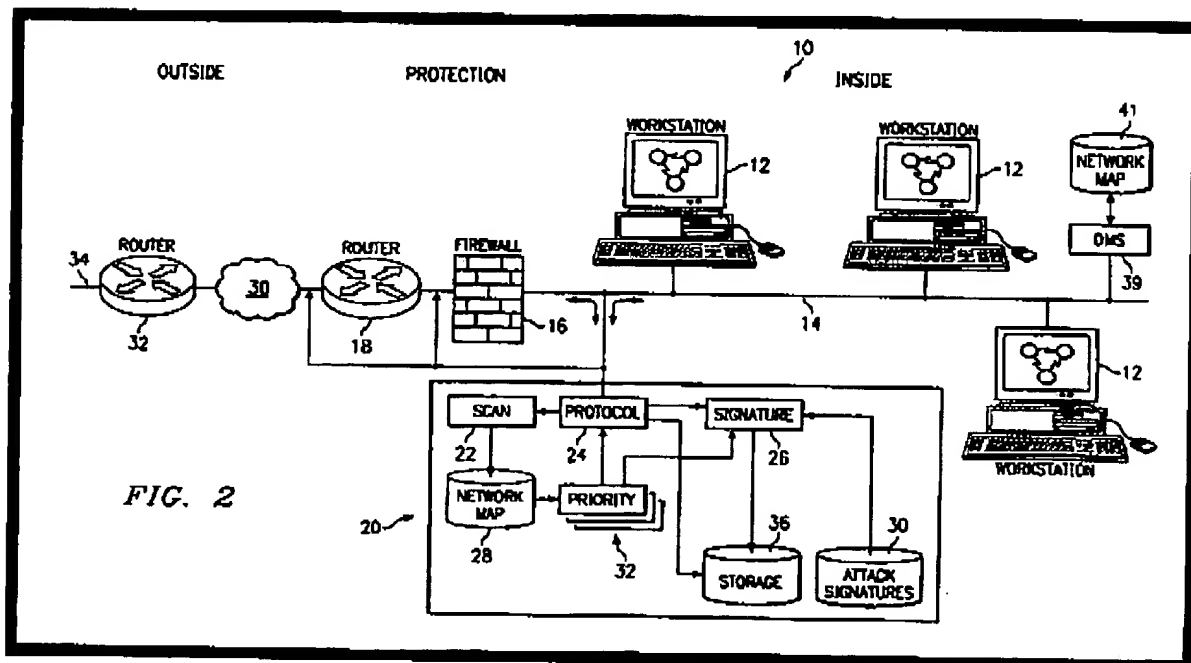 OUTSIDE
PROTECTION
10
INSIDE
WORKSTATION
12
WORKSTATION
12
41
NETWORK
MAP
DMS
39
34
ROUTER
32
30
ROUTER
18
FIREWALL
16
14
12
WORKSTATION
SCAN
22
PROTOCOL
24
SIGNATURE
26
FIG. 2
20
NETWORK
MAP
28
PRIORITY
32
36
STORAGE
30
ATTACK
SIGNATURES